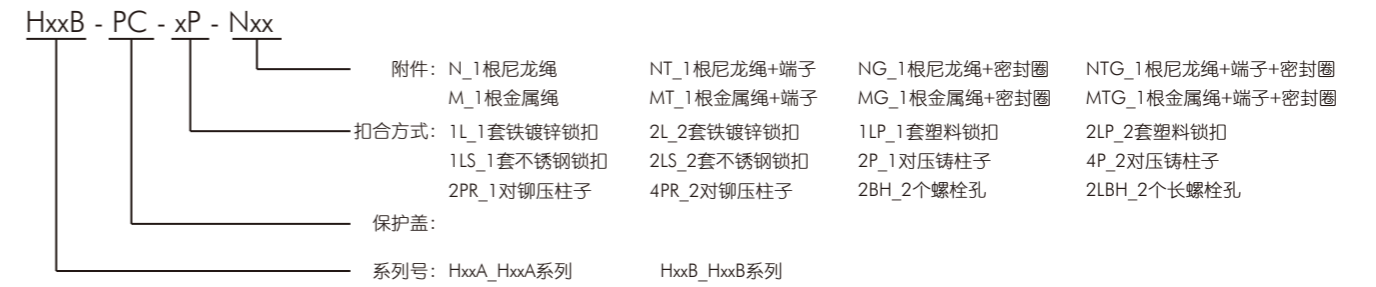 HxxB - PC - xP - Nxx
附件: N_1根尼龙绳 NT_1根尼龙绳+端子 NG_1根尼龙绳+密封圈 NTG_1根尼龙绳+端子+密封圈
M_1根金属绳 MT_1根金属绳+端子 MG_1根金属绳+密封圈 MTG_1根金属绳+端子+密封圈
扣合方式: 1L_1套铁镀锌锁扣 2L_2套铁镀锌锁扣 1LP_1套塑料锁扣 2LP_2套塑料锁扣
1LS_1套不锈钢锁扣 2LS_2套不锈钢锁扣 2P_1对压铸柱子 4P_2对压铸柱子
2PR_1对铆压柱子 4PR_2对铆压柱子 2BH_2个螺栓孔 2LBH_2个长螺栓孔
保护盖:
系列号: HxxA_HxxA系列 HxxB_HxxB系列